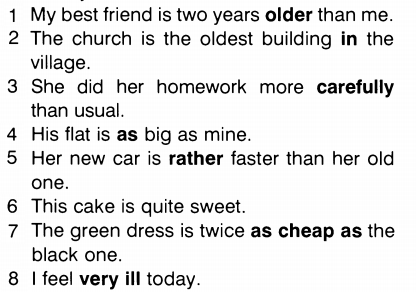 1 My best friend is two years older than me.
2 The church is the oldest building in the
village.
3 She did her homework more carefully
than usual.
4 His flat is as big as mine.
5 Her new car is rather faster than her old
one.
6 This cake is quite sweet.
7 The green dress is twice as cheap as the
black one.
8 I feel very ill today.